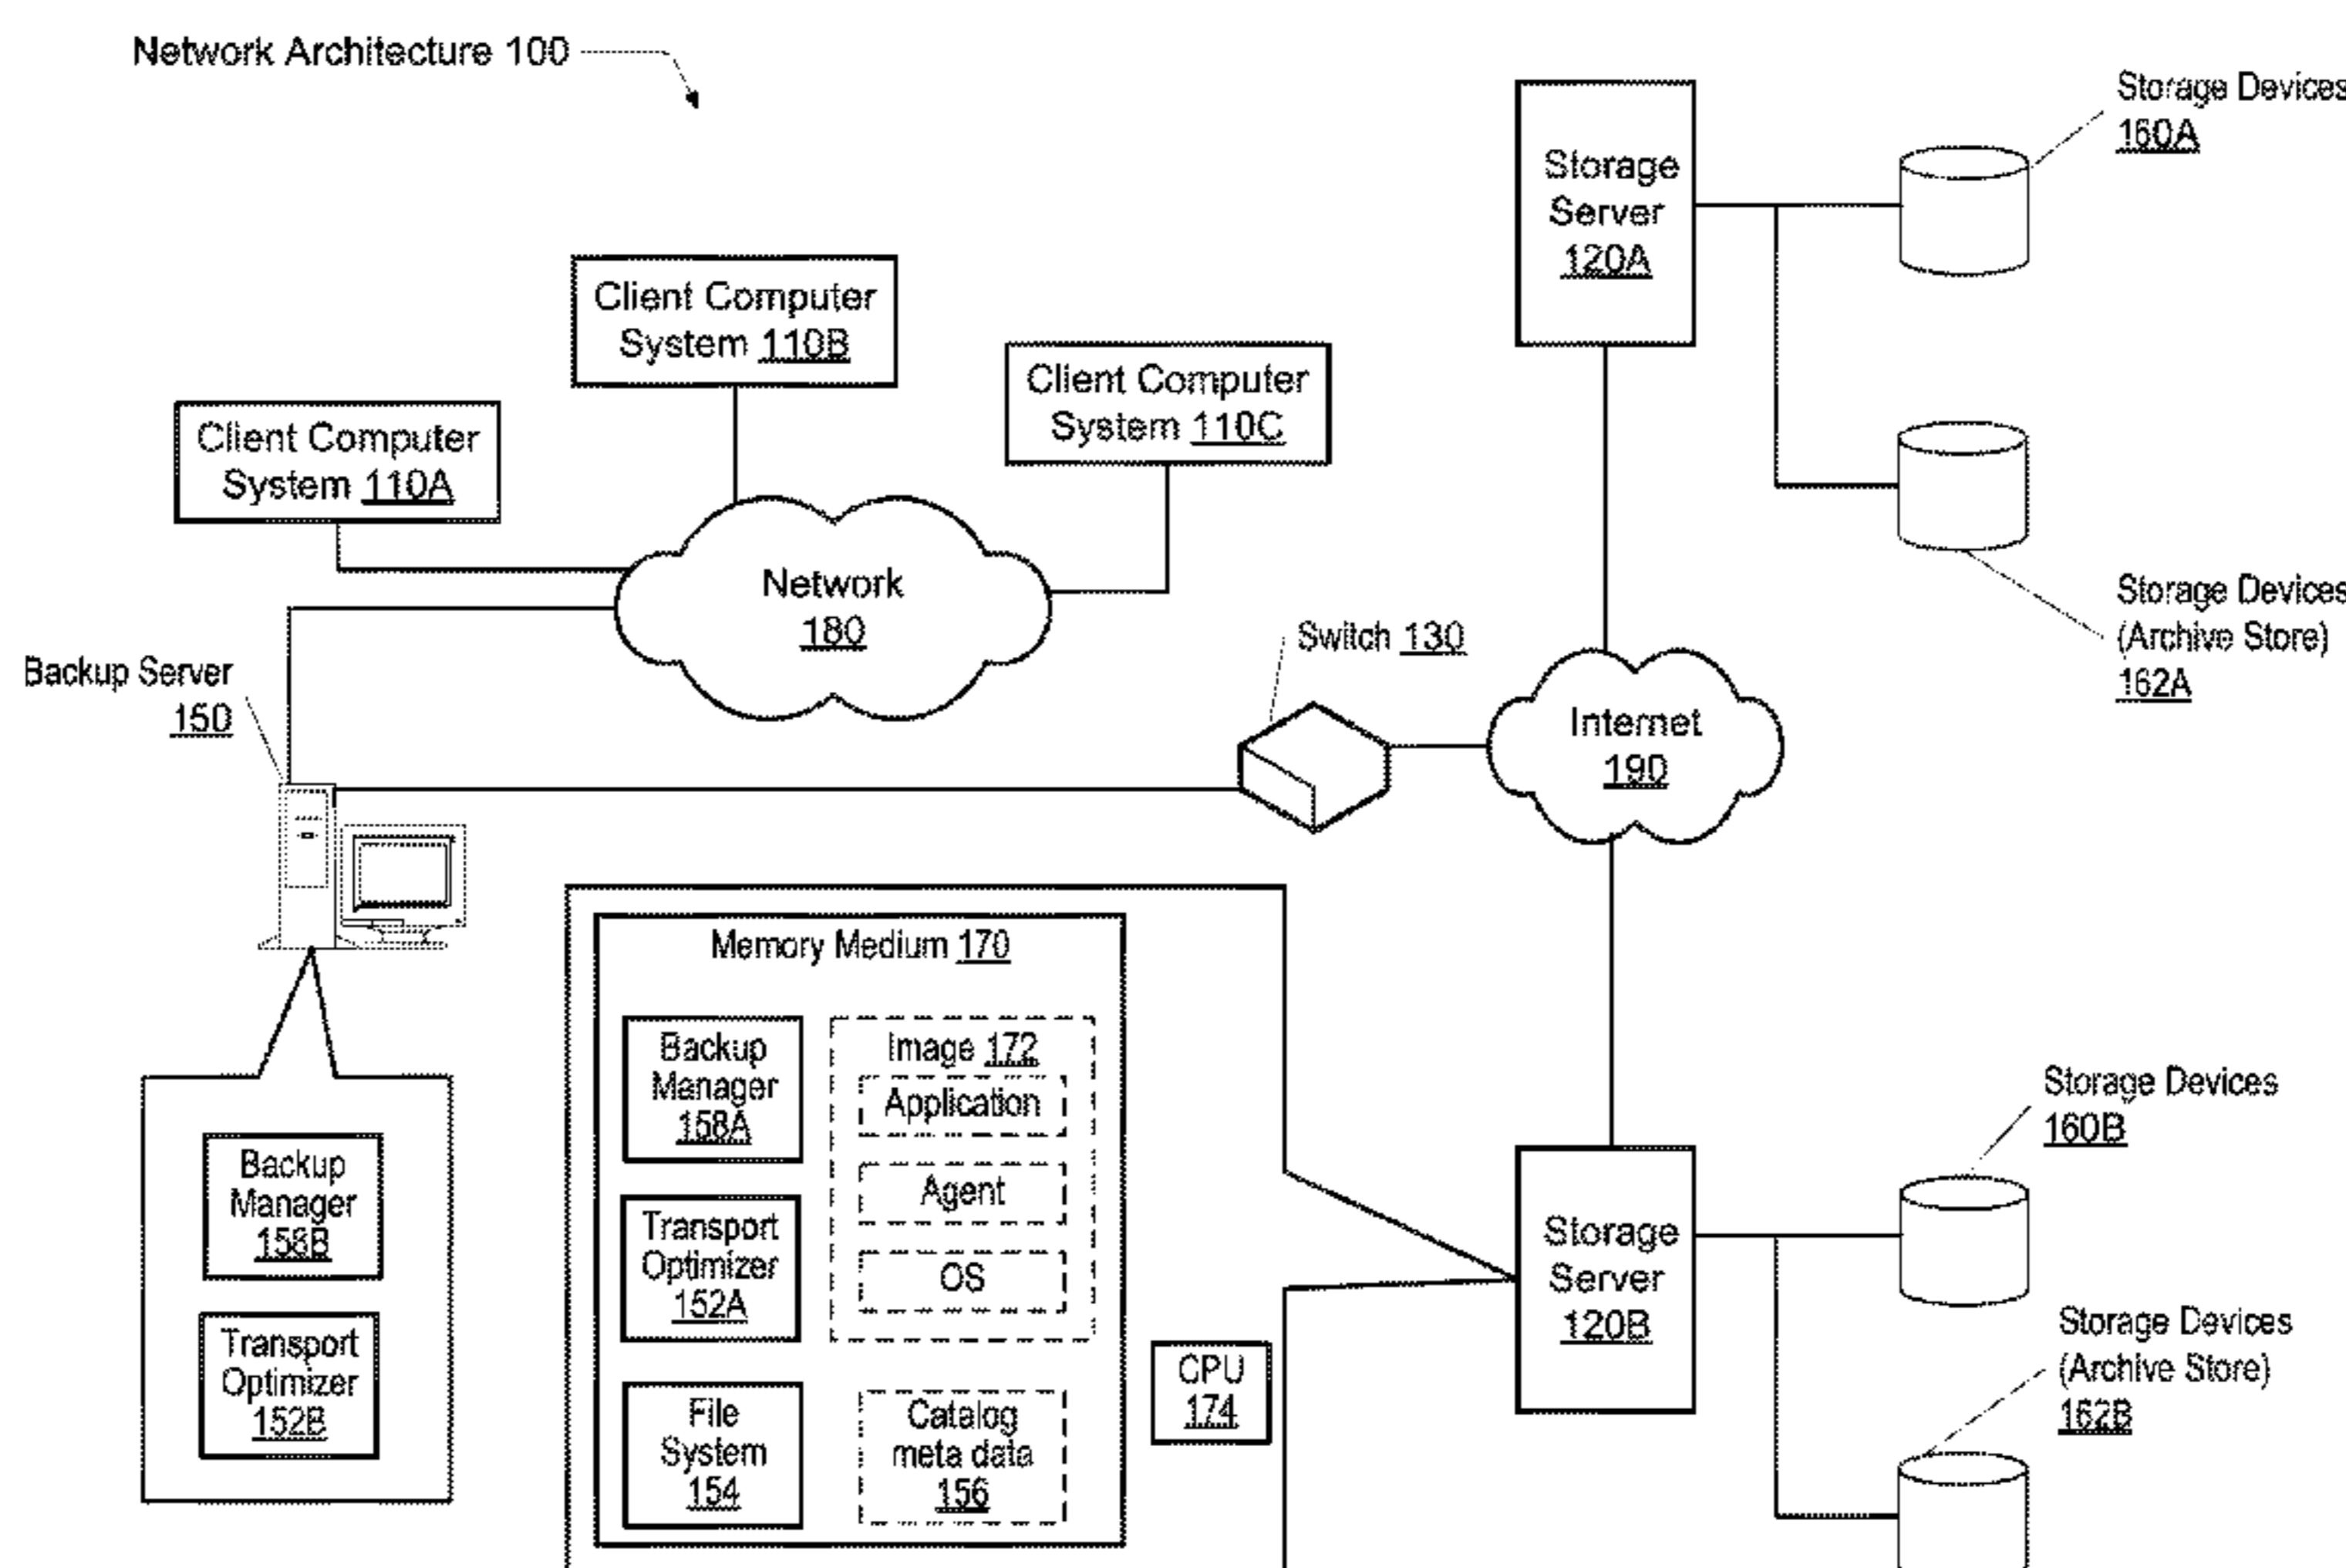 Network Architecture 100
Storage Devices
160A
Storage
Server
120A
Client Computer
System 110B
Client Computer
System 110C
Client Computer
System 110A
Network
180
Storage Devices
(Archive Store)
162A
Switch 130
Backup Server
150
Internet
190
Memory Medium 170
Backup
Manager
158A
Image 172
Application
Agent
OS
Transport
Optimizer
152A
File
System
154
Catalog
meta data
156
CPU
174
Backup
Manager
158B
Transport
Optimizer
152B
Storage
Server
120B
Storage Devices
160B
Storage Devices
(Archive Store)
162B